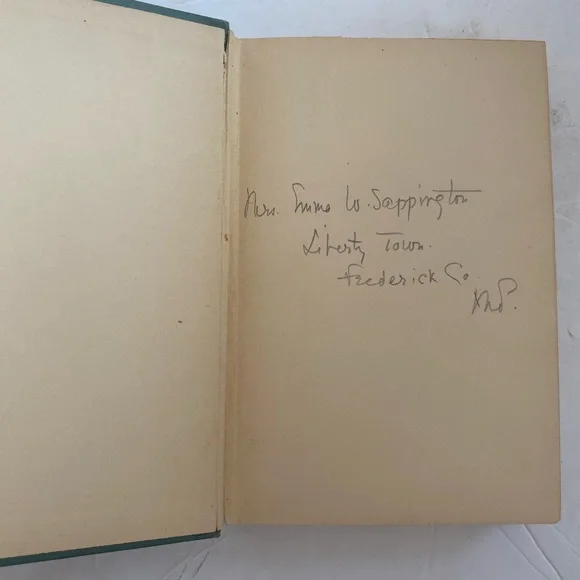 Mrs. Emma W. Sappington
Liberty Town.
Frederick Co.
Md.